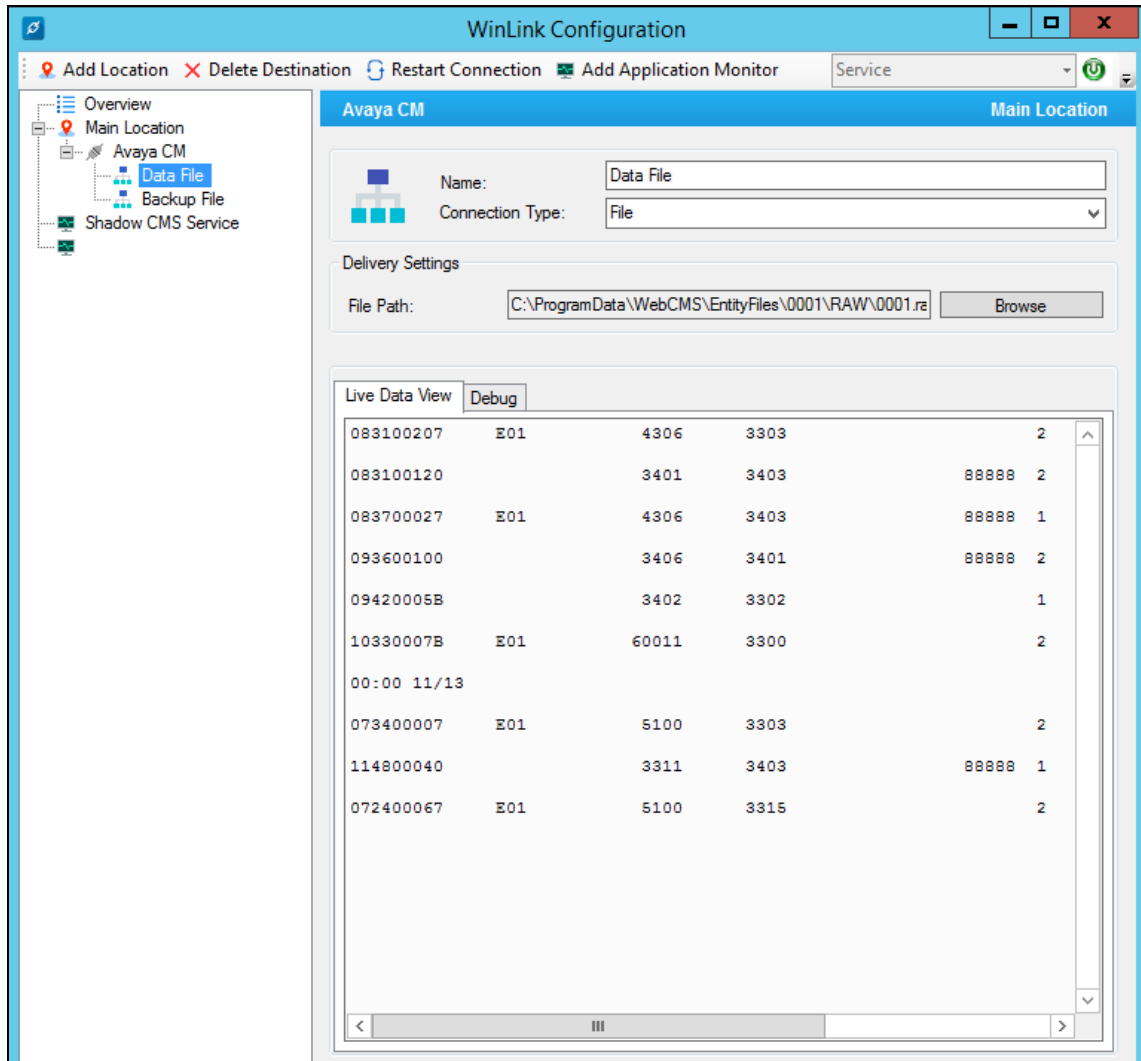 WinLink Configuration
Add Location Delete Destination Restart Connection Add Application Monitor Service
Overview
Main Location
Avaya CM
Data File
Backup File
Shadow CMS Service
Avaya CM Main Location
Name: Data File
Connection Type: File
Delivery Settings
File Path: C:\ProgramData\WebCMS\EntityFiles\0001\RAW\0001.ra Browse
Live Data View Debug
083100207 E01 4306 3303 2
083100120 3401 3403 88888 2
083700027 E01 4306 3403 88888 1
093600100 3406 3401 88888 2
09420005B 3402 3302 1
10330007B E01 60011 3300 2
00:00 11/13
073400007 E01 5100 3303 2
114800040 3311 3403 88888 1
072400067 E01 5100 3315 2